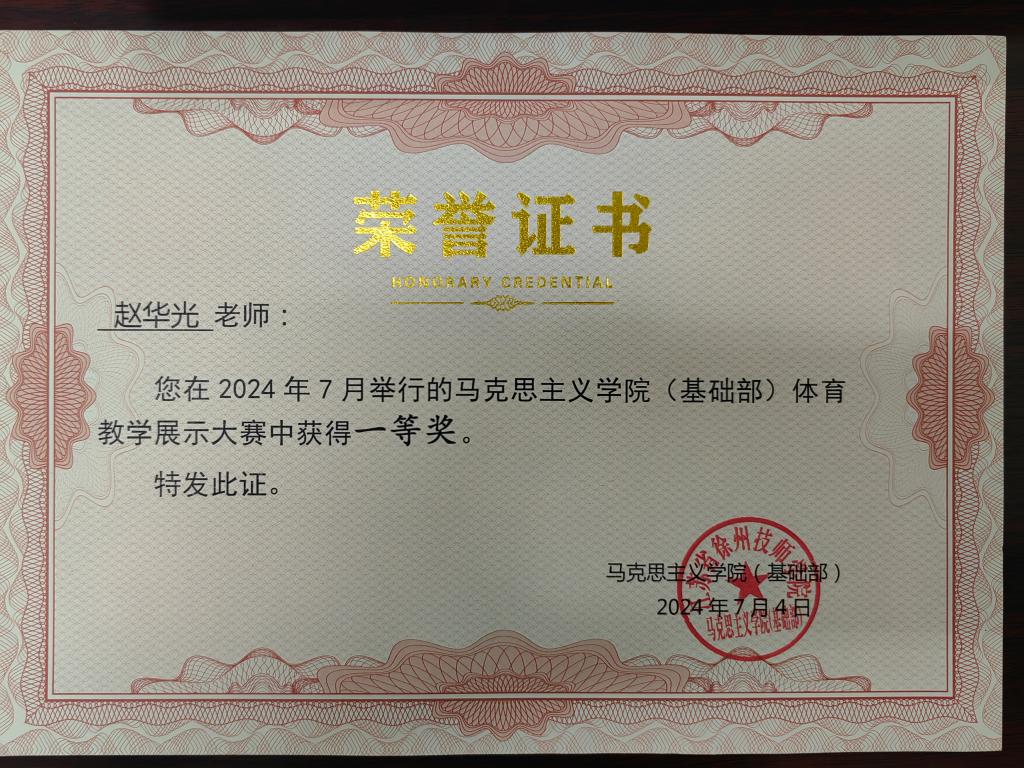 荣誉证书
HONORARY CREDENTIAL
赵华光 老师：
您在 2024 年 7 月举行的马克思主义学院（基础部）体育
教学展示大赛中获得一等奖。
特发此证。
马克思主义学院（基础部）
2024 年 7 月 4 日
江苏省徐州技师学院
马克思主义学院(基础部)